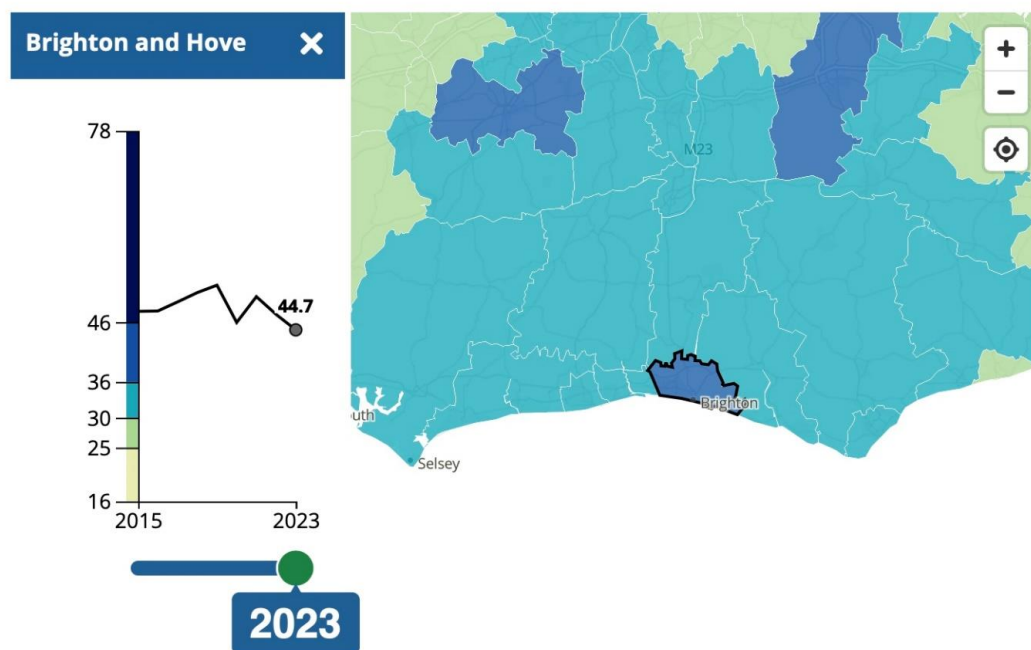 Brighton and Hove ×
78
46
36
30
25
16
44.7
2015
2023
2023
+
−
M23
Brighton
uth
Selsey